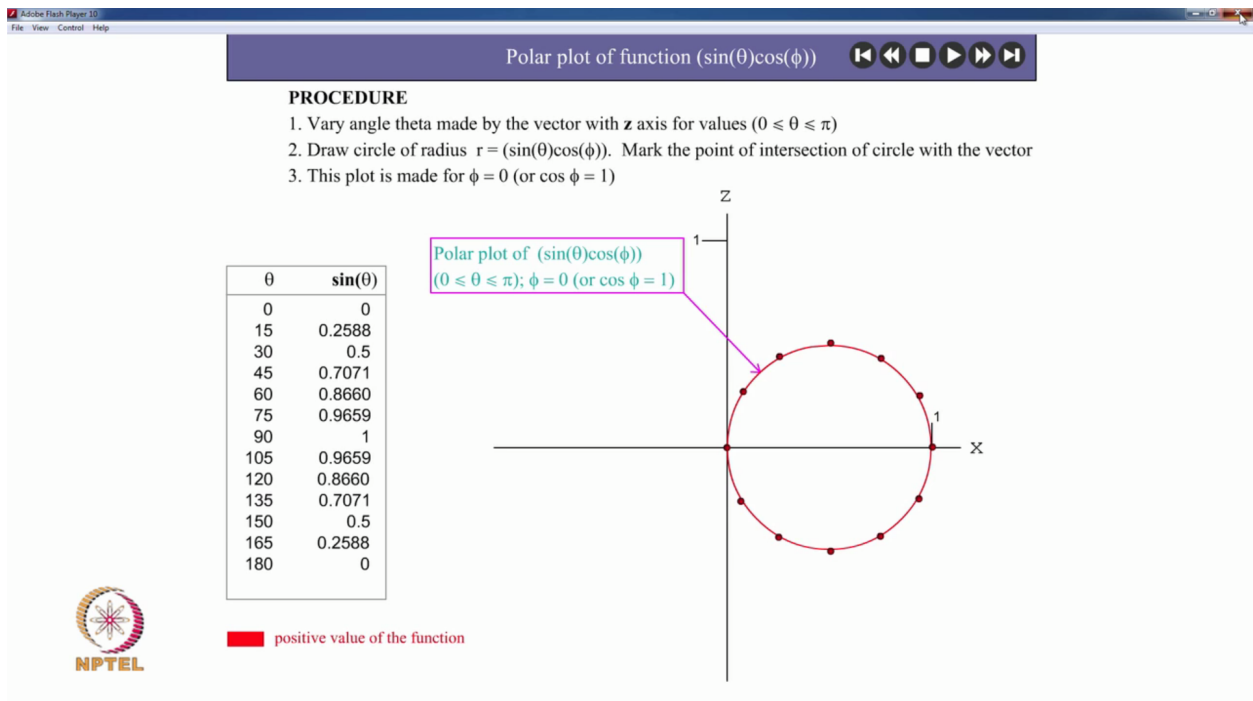 Adobe Flash Player 10
File View Control Help
Polar plot of function (sin(θ)cos(ϕ))
PROCEDURE
1. Vary angle theta made by the vector with z axis for values (0 ⩽ θ ⩽ π)
2. Draw circle of radius r = (sin(θ)cos(ϕ)). Mark the point of intersection of circle with the vector
3. This plot is made for ϕ = 0 (or cos ϕ = 1)
Z
1
Polar plot of (sin(θ)cos(ϕ))
(0 ⩽ θ ⩽ π); ϕ = 0 (or cos ϕ = 1)
θ sin(θ)
0 0
15 0.2588
30 0.5
45 0.7071
60 0.8660
75 0.9659
90 1
105 0.9659
120 0.8660
135 0.7071
150 0.5
165 0.2588
180 0
1
X
positive value of the function
NPTEL